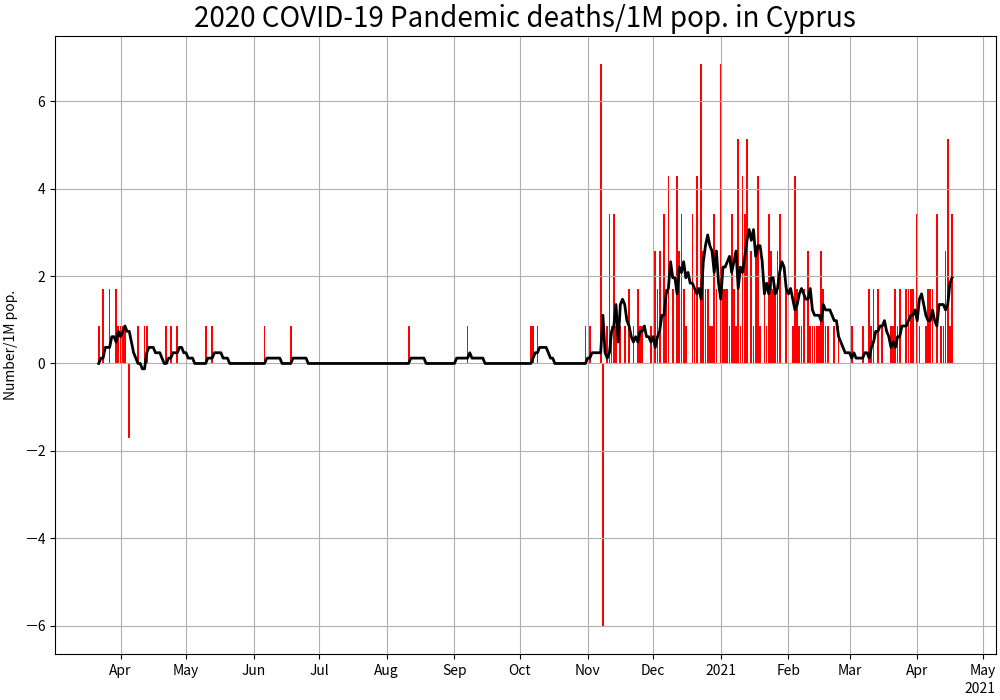 2020 COVID-19 Pandemic deaths/1M pop. in Cyprus
Number/1M pop.
6
4
2
0
−2
−4
−6
Apr May Jun Jul Aug Sep Oct Nov Dec 2021 Feb Mar Apr May
2021